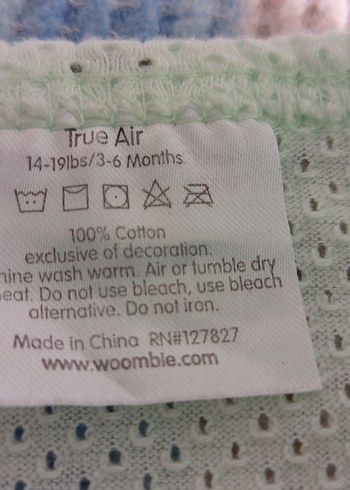 True Air
14-19lbs/3-6 Months
100% Cotton
exclusive of decoration.
hine wash warm. Air or tumble dry
eat. Do not use bleach, use bleach
alternative. Do not iron.
Made in China RN#127827
www.woombie.com